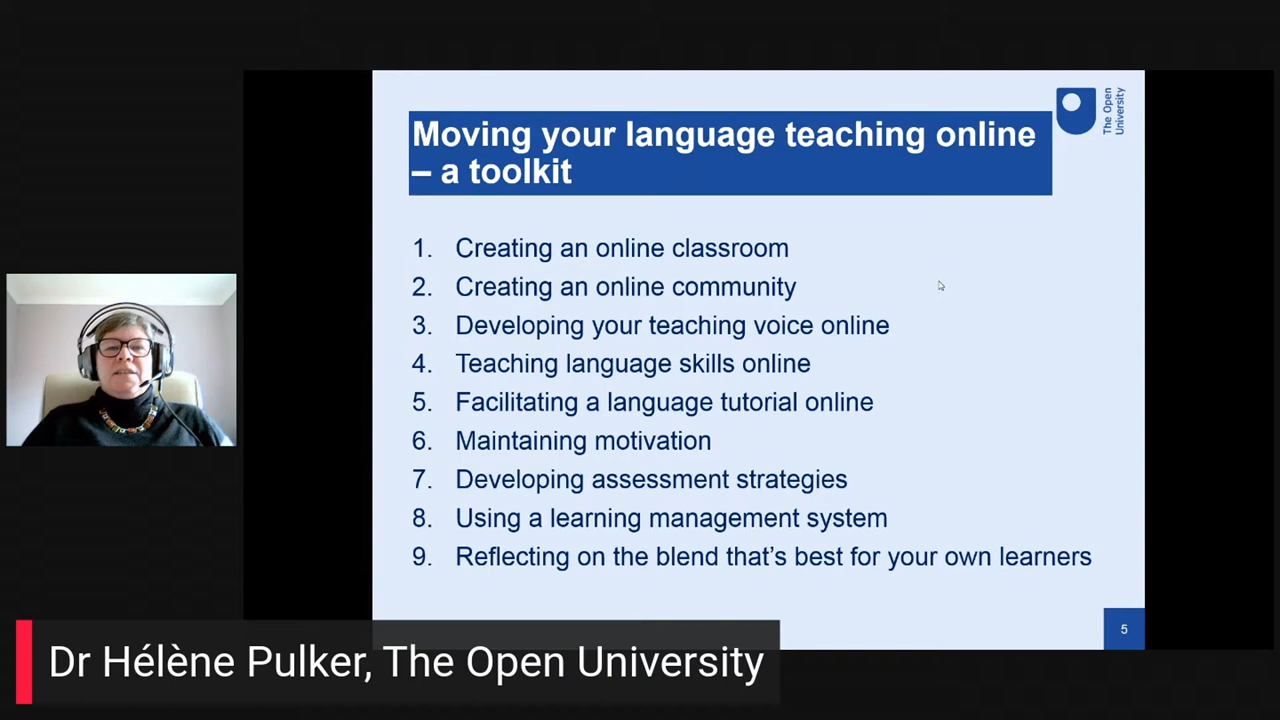 Moving your language teaching online
– a toolkit
The Open
University
1. Creating an online classroom
2. Creating an online community
3. Developing your teaching voice online
4. Teaching language skills online
5. Facilitating a language tutorial online
6. Maintaining motivation
7. Developing assessment strategies
8. Using a learning management system
9. Reflecting on the blend that's best for your own learners
5
Dr Hélène Pulker, The Open University